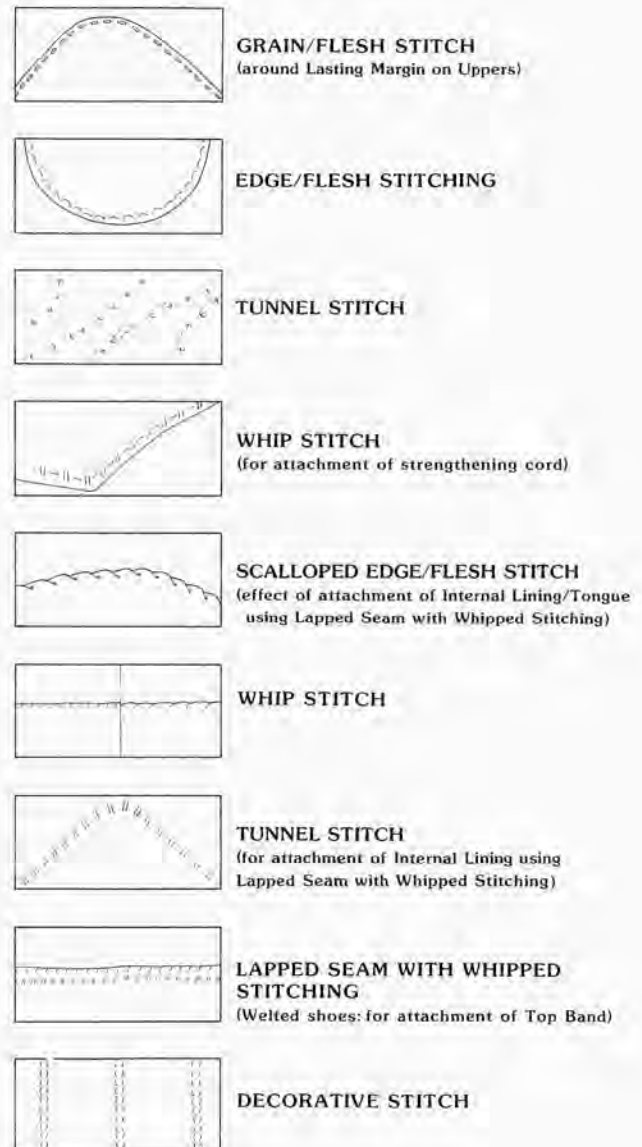 GRAIN/FLESH STITCH
(around Lasting Margin on Uppers)
EDGE/FLESH STITCHING
TUNNEL STITCH
WHIP STITCH
(for attachment of strengthening cord)
SCALLOPED EDGE/FLESH STITCH
(effect of attachment of Internal Lining/Tongue
using Lapped Seam with Whipped Stitching)
WHIP STITCH
TUNNEL STITCH
(for attachment of Internal Lining using
Lapped Seam with Whipped Stitching)
LAPPED SEAM WITH WHIPPED
STITCHING
(Welted shoes: for attachment of Top Band)
DECORATIVE STITCH